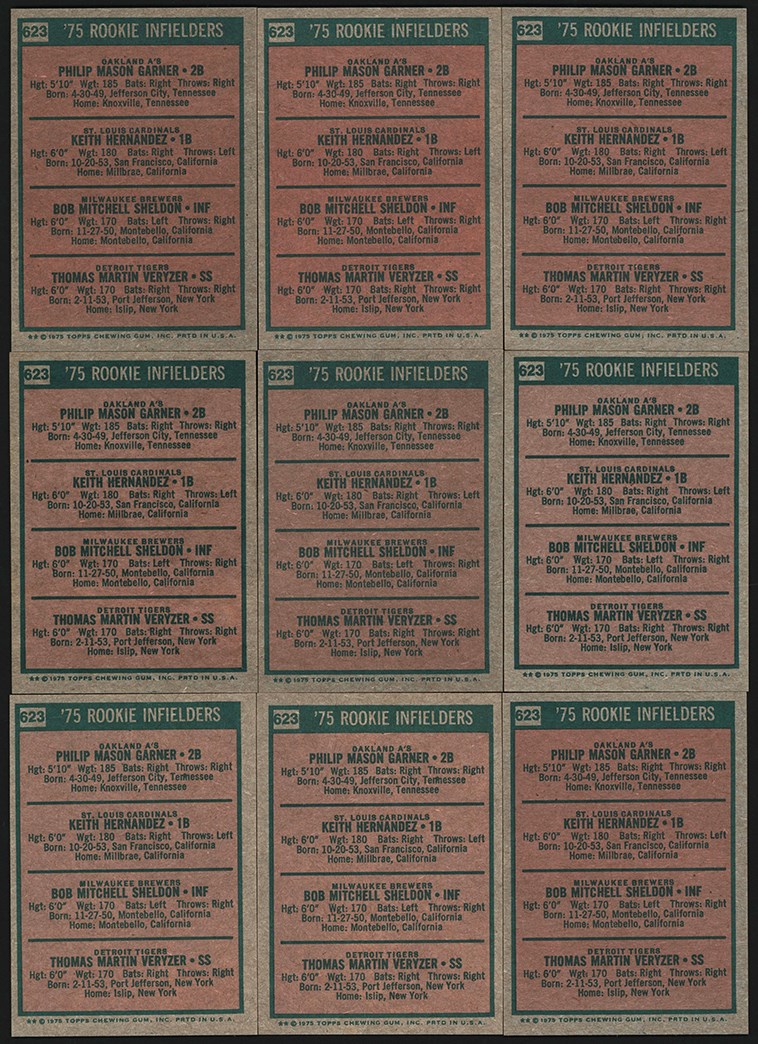 623 '75 ROOKIE INFIELDERS
OAKLAND A'S
PHILIP MASON GARNER • 2B
Hgt: 5'10" Wgt: 185 Bats: Right Throws: Right
Born: 4-30-49, Jefferson City, Tennessee
Home: Knoxville, Tennessee
ST. LOUIS CARDINALS
KEITH HERNANDEZ • 1B
Hgt: 6'0" Wgt: 180 Bats: Right Throws: Left
Born: 10-20-53, San Francisco, California
Home: Millbrae, California
MILWAUKEE BREWERS
BOB MITCHELL SHELDON • INF
Hgt: 6'0" Wgt: 170 Bats: Left Throws: Right
Born: 11-27-50, Montebello, California
Home: Montebello, California
DETROIT TIGERS
THOMAS MARTIN VERYZER • SS
Hgt: 6'0" Wgt: 170 Bats: Right Throws: Right
Born: 2-11-53, Port Jefferson, New York
Home: Islip, New York
★★ © 1975 TOPPS CHEWING GUM, INC. PRTD IN U.S.A.
623 '75 ROOKIE INFIELDERS
OAKLAND A'S
PHILIP MASON GARNER • 2B
Hgt: 5'10" Wgt: 185 Bats: Right Throws: Right
Born: 4-30-49, Jefferson City, Tennessee
Home: Knoxville, Tennessee
ST. LOUIS CARDINALS
KEITH HERNANDEZ • 1B
Hgt: 6'0" Wgt: 180 Bats: Right Throws: Left
Born: 10-20-53, San Francisco, California
Home: Millbrae, California
MILWAUKEE BREWERS
BOB MITCHELL SHELDON • INF
Hgt: 6'0" Wgt: 170 Bats: Left Throws: Right
Born: 11-27-50, Montebello, California
Home: Montebello, California
DETROIT TIGERS
THOMAS MARTIN VERYZER • SS
Hgt: 6'0" Wgt: 170 Bats: Right Throws: Right
Born: 2-11-53, Port Jefferson, New York
Home: Islip, New York
★★ © 1975 TOPPS CHEWING GUM, INC. PRTD IN U.S.A.
623 '75 ROOKIE INFIELDERS
OAKLAND A'S
PHILIP MASON GARNER • 2B
Hgt: 5'10" Wgt: 185 Bats: Right Throws: Right
Born: 4-30-49, Jefferson City, Tennessee
Home: Knoxville, Tennessee
ST. LOUIS CARDINALS
KEITH HERNANDEZ • 1B
Hgt: 6'0" Wgt: 180 Bats: Right Throws: Left
Born: 10-20-53, San Francisco, California
Home: Millbrae, California
MILWAUKEE BREWERS
BOB MITCHELL SHELDON • INF
Hgt: 6'0" Wgt: 170 Bats: Left Throws: Right
Born: 11-27-50, Montebello, California
Home: Montebello, California
DETROIT TIGERS
THOMAS MARTIN VERYZER • SS
Hgt: 6'0" Wgt: 170 Bats: Right Throws: Right
Born: 2-11-53, Port Jefferson, New York
Home: Islip, New York
★★ © 1975 TOPPS CHEWING GUM, INC. PRTD IN U.S.A.
623 '75 ROOKIE INFIELDERS
OAKLAND A'S
PHILIP MASON GARNER • 2B
Hgt: 5'10" Wgt: 185 Bats: Right Throws: Right
Born: 4-30-49, Jefferson City, Tennessee
Home: Knoxville, Tennessee
ST. LOUIS CARDINALS
KEITH HERNANDEZ • 1B
Hgt: 6'0" Wgt: 180 Bats: Right Throws: Left
Born: 10-20-53, San Francisco, California
Home: Millbrae, California
MILWAUKEE BREWERS
BOB MITCHELL SHELDON • INF
Hgt: 6'0" Wgt: 170 Bats: Left Throws: Right
Born: 11-27-50, Montebello, California
Home: Montebello, California
DETROIT TIGERS
THOMAS MARTIN VERYZER • SS
Hgt: 6'0" Wgt: 170 Bats: Right Throws: Right
Born: 2-11-53, Port Jefferson, New York
Home: Islip, New York
★★ © 1975 TOPPS CHEWING GUM, INC. PRTD IN U.S.A.
623 '75 ROOKIE INFIELDERS
OAKLAND A'S
PHILIP MASON GARNER • 2B
Hgt: 5'10" Wgt: 185 Bats: Right Throws: Right
Born: 4-30-49, Jefferson City, Tennessee
Home: Knoxville, Tennessee
ST. LOUIS CARDINALS
KEITH HERNANDEZ • 1B
Hgt: 6'0" Wgt: 180 Bats: Right Throws: Left
Born: 10-20-53, San Francisco, California
Home: Millbrae, California
MILWAUKEE BREWERS
BOB MITCHELL SHELDON • INF
Hgt: 6'0" Wgt: 170 Bats: Left Throws: Right
Born: 11-27-50, Montebello, California
Home: Montebello, California
DETROIT TIGERS
THOMAS MARTIN VERYZER • SS
Hgt: 6'0" Wgt: 170 Bats: Right Throws: Right
Born: 2-11-53, Port Jefferson, New York
Home: Islip, New York
★★ © 1975 TOPPS CHEWING GUM, INC. PRTD IN U.S.A.
623 '75 ROOKIE INFIELDERS
OAKLAND A'S
PHILIP MASON GARNER • 2B
Hgt: 5'10" Wgt: 185 Bats: Right Throws: Right
Born: 4-30-49, Jefferson City, Tennessee
Home: Knoxville, Tennessee
ST. LOUIS CARDINALS
KEITH HERNANDEZ • 1B
Hgt: 6'0" Wgt: 180 Bats: Right Throws: Left
Born: 10-20-53, San Francisco, California
Home: Millbrae, California
MILWAUKEE BREWERS
BOB MITCHELL SHELDON • INF
Hgt: 6'0" Wgt: 170 Bats: Left Throws: Right
Born: 11-27-50, Montebello, California
Home: Montebello, California
DETROIT TIGERS
THOMAS MARTIN VERYZER • SS
Hgt: 6'0" Wgt: 170 Bats: Right Throws: Right
Born: 2-11-53, Port Jefferson, New York
Home: Islip, New York
★★ © 1975 TOPPS CHEWING GUM, INC. PRTD IN U.S.A.
623 '75 ROOKIE INFIELDERS
OAKLAND A'S
PHILIP MASON GARNER • 2B
Hgt: 5'10" Wgt: 185 Bats: Right Throws: Right
Born: 4-30-49, Jefferson City, Tennessee
Home: Knoxville, Tennessee
ST. LOUIS CARDINALS
KEITH HERNANDEZ • 1B
Hgt: 6'0" Wgt: 180 Bats: Right Throws: Left
Born: 10-20-53, San Francisco, California
Home: Millbrae, California
MILWAUKEE BREWERS
BOB MITCHELL SHELDON • INF
Hgt: 6'0" Wgt: 170 Bats: Left Throws: Right
Born: 11-27-50, Montebello, California
Home: Montebello, California
DETROIT TIGERS
THOMAS MARTIN VERYZER • SS
Hgt: 6'0" Wgt: 170 Bats: Right Throws: Right
Born: 2-11-53, Port Jefferson, New York
Home: Islip, New York
★★ © 1975 TOPPS CHEWING GUM, INC. PRTD IN U.S.A.
623 '75 ROOKIE INFIELDERS
OAKLAND A'S
PHILIP MASON GARNER • 2B
Hgt: 5'10" Wgt: 185 Bats: Right Throws: Right
Born: 4-30-49, Jefferson City, Tennessee
Home: Knoxville, Tennessee
ST. LOUIS CARDINALS
KEITH HERNANDEZ • 1B
Hgt: 6'0" Wgt: 180 Bats: Right Throws: Left
Born: 10-20-53, San Francisco, California
Home: Millbrae, California
MILWAUKEE BREWERS
BOB MITCHELL SHELDON • INF
Hgt: 6'0" Wgt: 170 Bats: Left Throws: Right
Born: 11-27-50, Montebello, California
Home: Montebello, California
DETROIT TIGERS
THOMAS MARTIN VERYZER • SS
Hgt: 6'0" Wgt: 170 Bats: Right Throws: Right
Born: 2-11-53, Port Jefferson, New York
Home: Islip, New York
★★ © 1975 TOPPS CHEWING GUM, INC. PRTD IN U.S.A.
623 '75 ROOKIE INFIELDERS
OAKLAND A'S
PHILIP MASON GARNER • 2B
Hgt: 5'10" Wgt: 185 Bats: Right Throws: Right
Born: 4-30-49, Jefferson City, Tennessee
Home: Knoxville, Tennessee
ST. LOUIS CARDINALS
KEITH HERNANDEZ • 1B
Hgt: 6'0" Wgt: 180 Bats: Right Throws: Left
Born: 10-20-53, San Francisco, California
Home: Millbrae, California
MILWAUKEE BREWERS
BOB MITCHELL SHELDON • INF
Hgt: 6'0" Wgt: 170 Bats: Left Throws: Right
Born: 11-27-50, Montebello, California
Home: Montebello, California
DETROIT TIGERS
THOMAS MARTIN VERYZER • SS
Hgt: 6'0" Wgt: 170 Bats: Right Throws: Right
Born: 2-11-53, Port Jefferson, New York
Home: Islip, New York
★★ © 1975 TOPPS CHEWING GUM, INC. PRTD IN U.S.A.